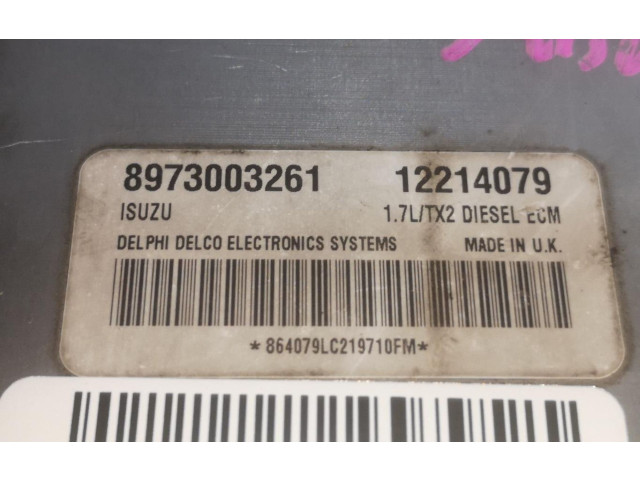 8973003261 12214079
ISUZU 1.7L/TX2 DIESEL ECM
DELPHI DELCO ELECTRONICS SYSTEMS MADE IN U.K.
*864079LC219710FM*